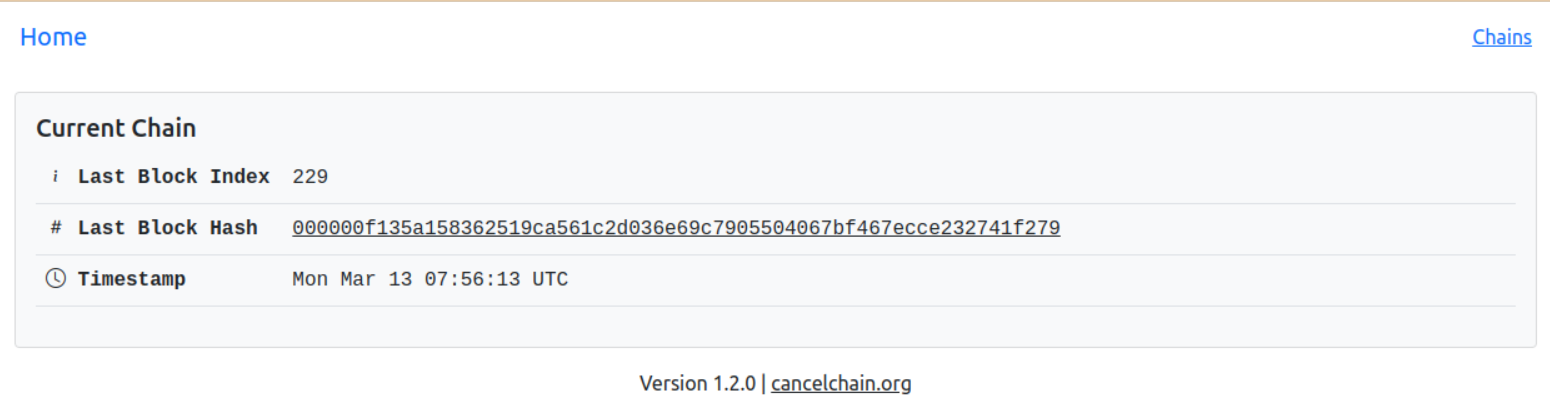 Home Chains
Current Chain
i Last Block Index 229
# Last Block Hash 000000f135a158362519ca561c2d036e69c7905504067bf467ecce232741f279
Timestamp Mon Mar 13 07:56:13 UTC
Version 1.2.0 | cancelchain.org